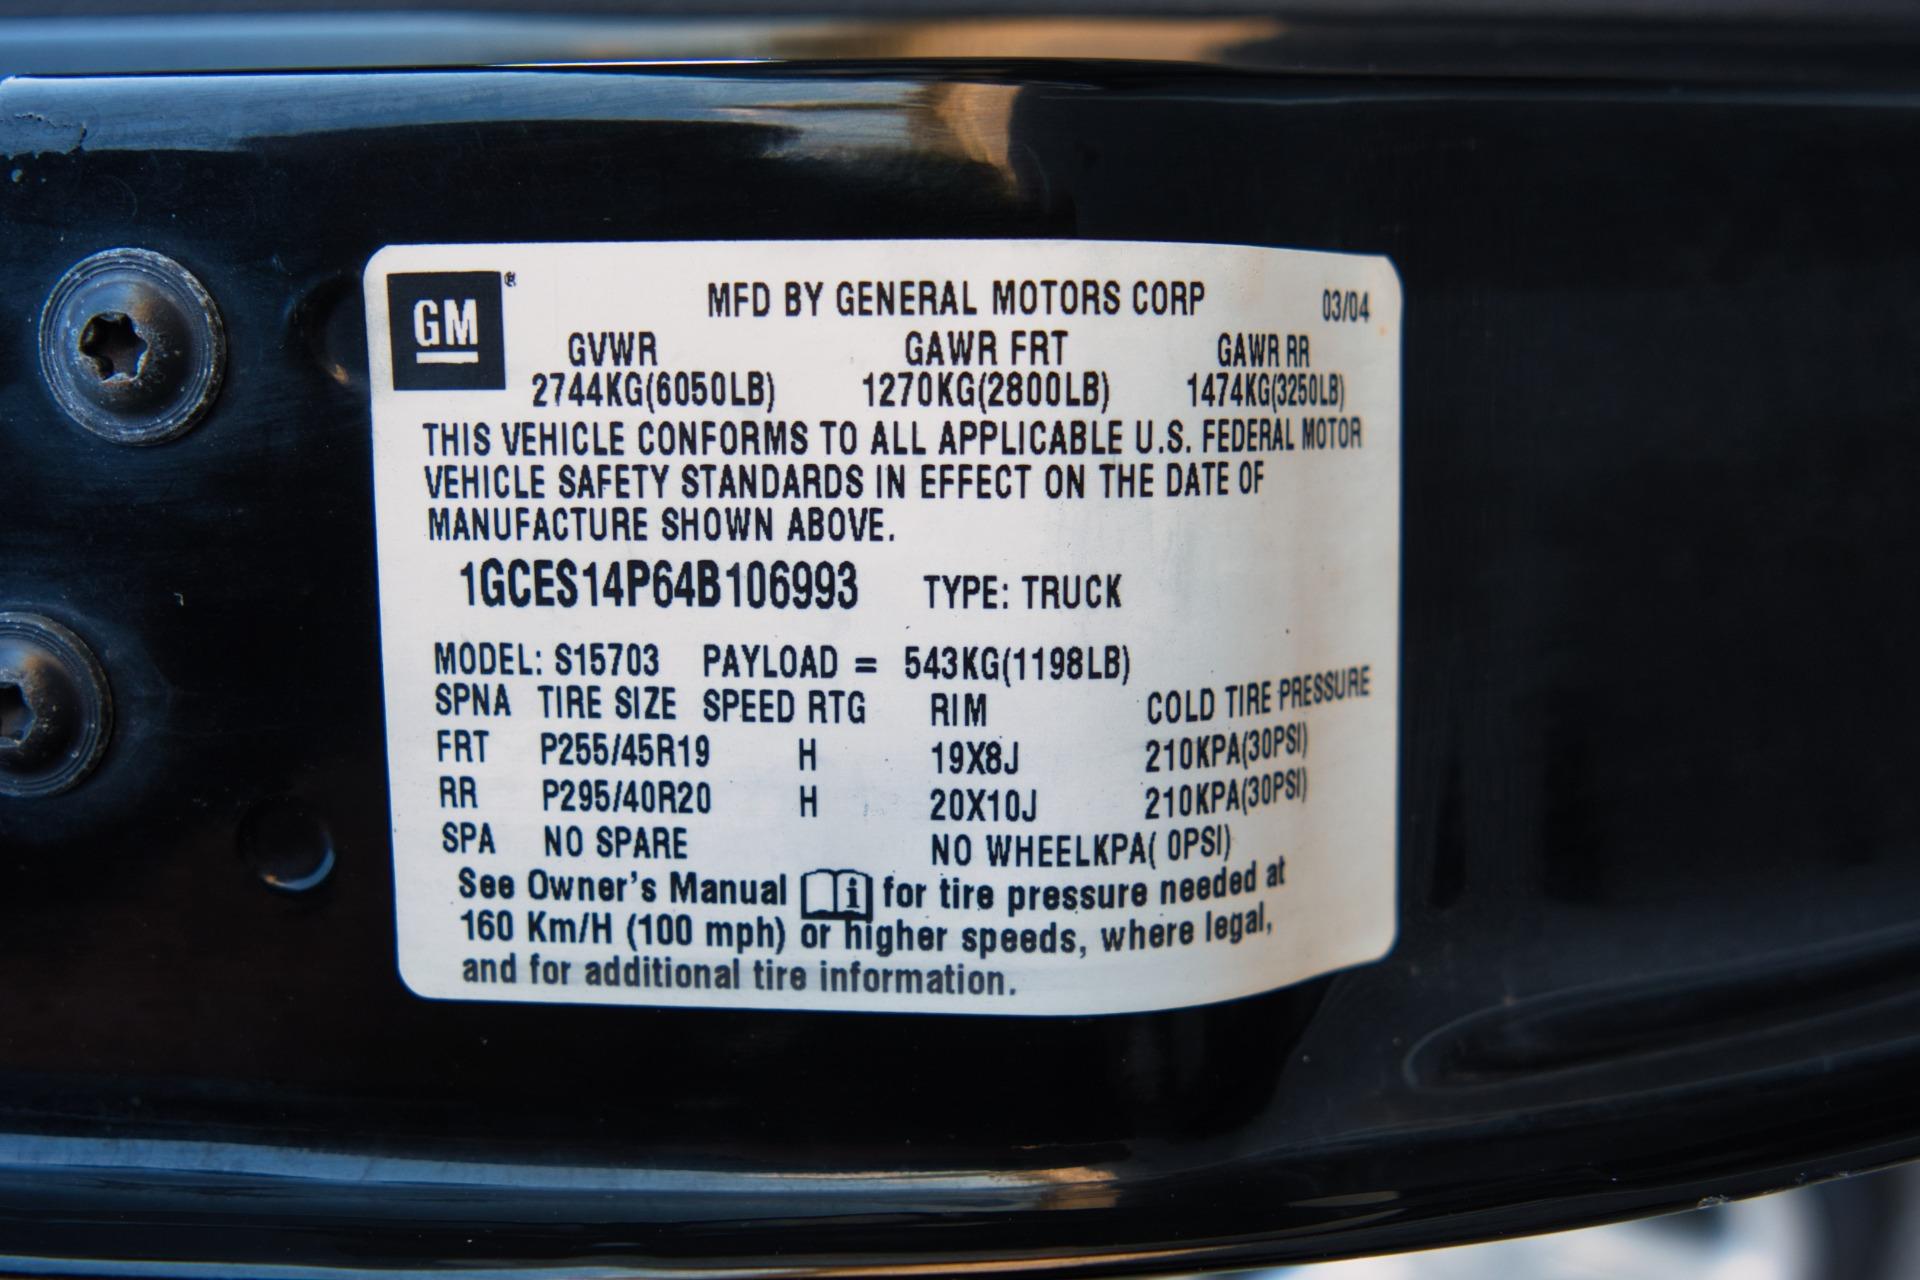 GM ®
MFD BY GENERAL MOTORS CORP 03/04
GVWR GAWR FRT GAWR RR
2744KG(6050LB) 1270KG(2800LB) 1474KG(3250LB)
THIS VEHICLE CONFORMS TO ALL APPLICABLE U.S. FEDERAL MOTOR
VEHICLE SAFETY STANDARDS IN EFFECT ON THE DATE OF
MANUFACTURE SHOWN ABOVE.
1GCES14P64B106993 TYPE: TRUCK
MODEL: S15703 PAYLOAD = 543KG(1198LB)
SPNA TIRE SIZE SPEED RTG RIM COLD TIRE PRESSURE
FRT P255/45R19 H 19X8J 210KPA(30PSI)
RR P295/40R20 H 20X10J 210KPA(30PSI)
SPA NO SPARE NO WHEELKPA( 0PSI)
See Owner's Manual i for tire pressure needed at
160 Km/H (100 mph) or higher speeds, where legal,
and for additional tire information.